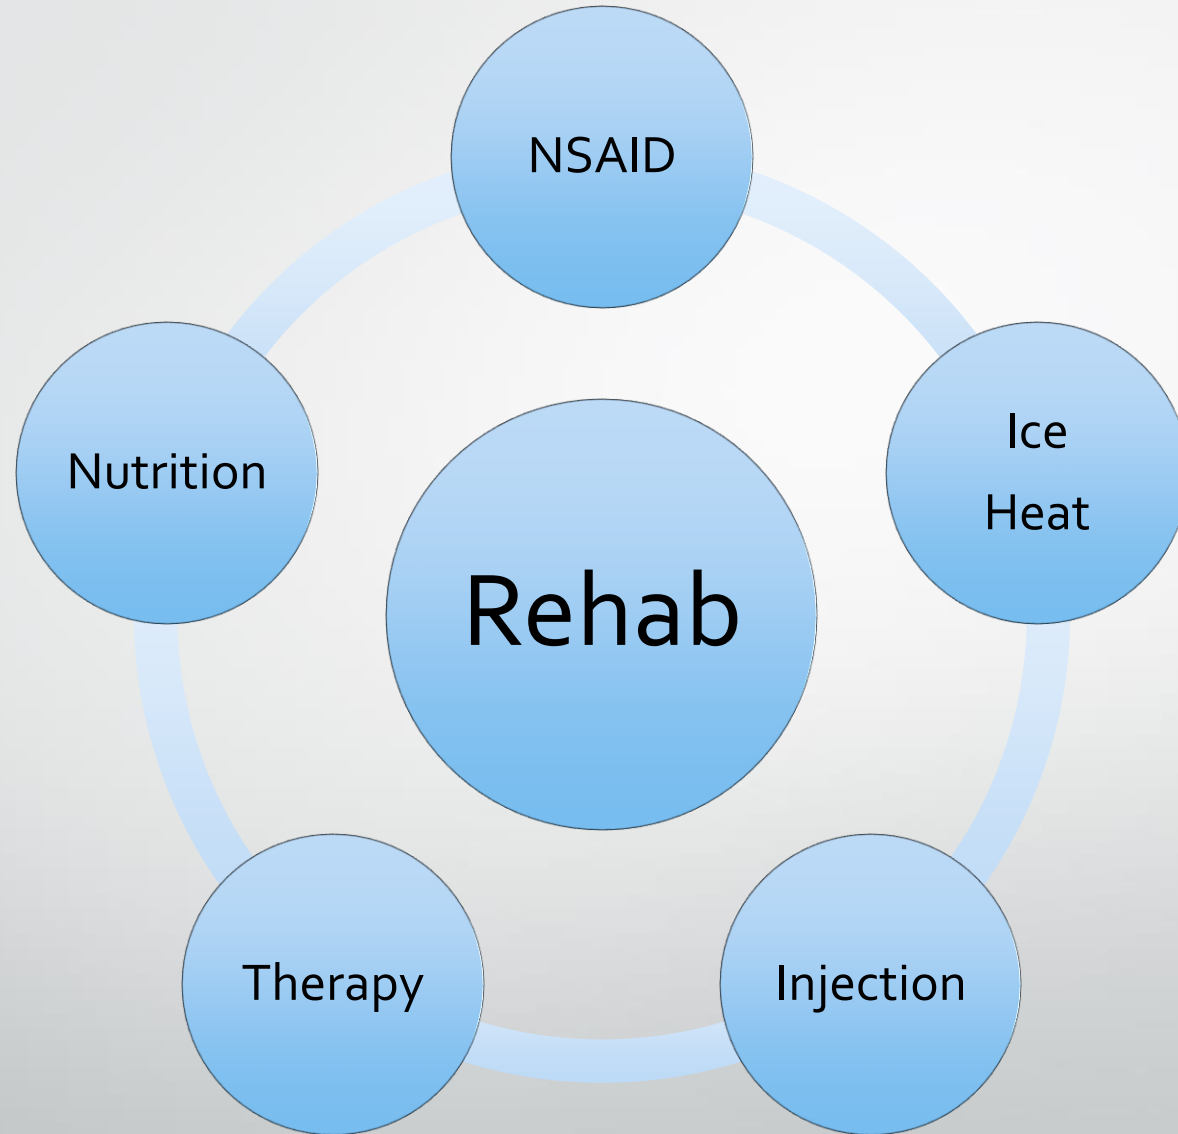 NSAID
Ice
Heat
Nutrition
Rehab
Therapy
Injection